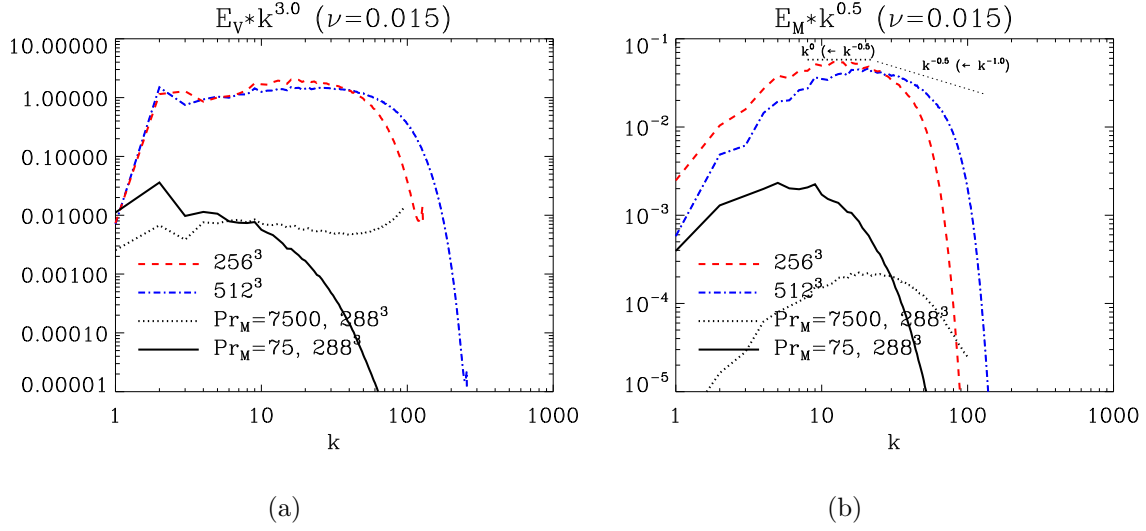 E_V*k^{3.0} (ν=0.015)
10.00000
1.00000
0.10000
0.01000
0.00100
0.00010
0.00001
256^3
512^3
Pr_M=7500, 288^3
Pr_M=75, 288^3
1 10 100 1000
k
(a)
E_M*k^{0.5} (ν=0.015)
k^0 (← k^{-0.5})
k^{-0.5} (← k^{-1.0})
10^{-1}
10^{-2}
10^{-3}
10^{-4}
10^{-5}
256^3
512^3
Pr_M=7500, 288^3
Pr_M=75, 288^3
1 10 100 1000
k
(b)